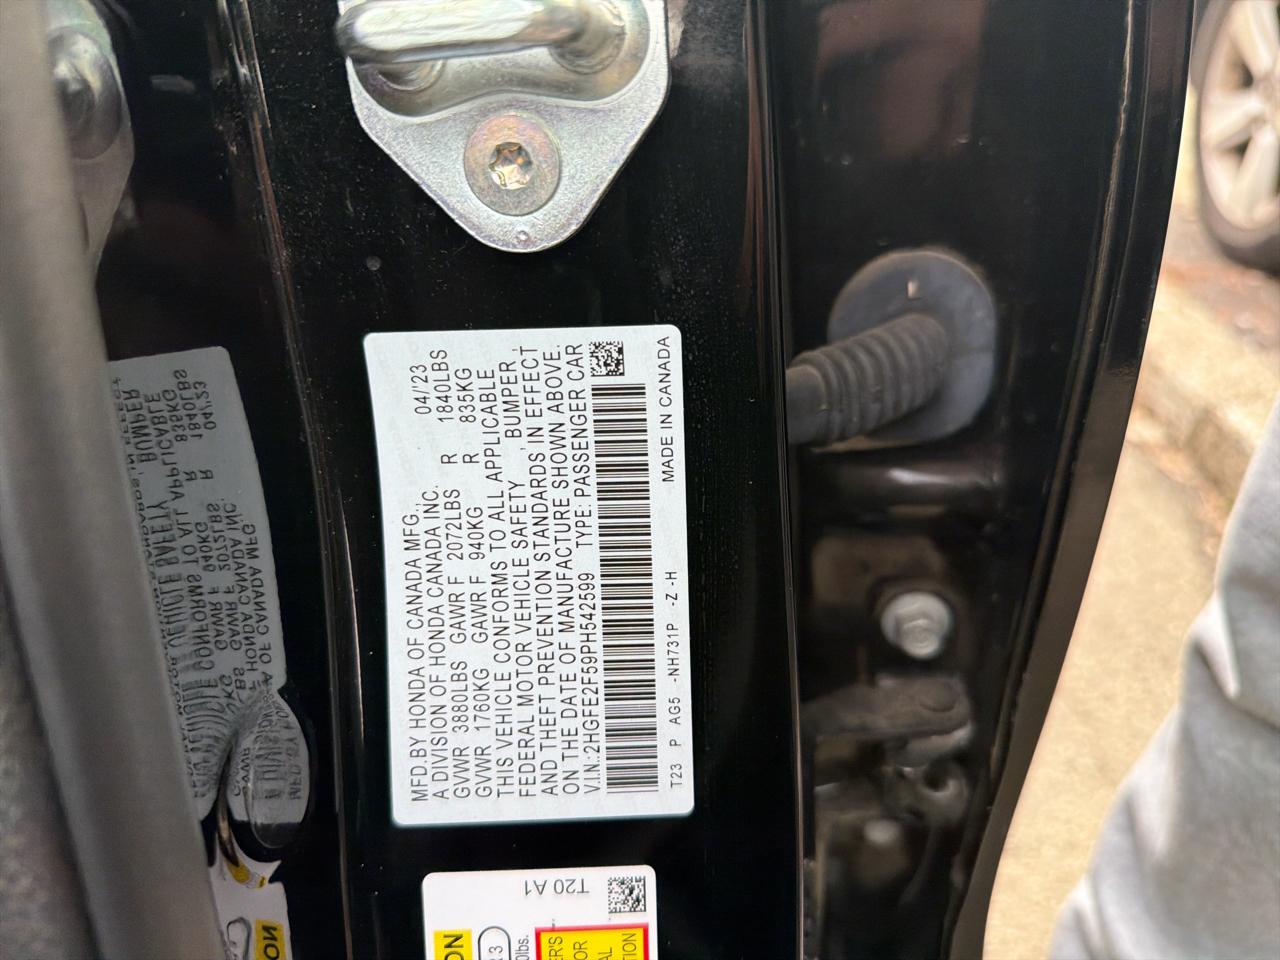 MFD.BY HONDA OF CANADA MFG., 04/'23
A DIVISION OF HONDA CANADA INC.
GVWR 3880LBS GAWR F 2072LBS R 1840LBS
GVWR 1760KG GAWR F 940KG R 835KG
THIS VEHICLE CONFORMS TO ALL APPLICABLE
FEDERAL MOTOR VEHICLE SAFETY, BUMPER,
AND THEFT PREVENTION STANDARDS IN EFFECT
ON THE DATE OF MANUFACTURE SHOWN ABOVE.
V.I.N.:2HGFE2F59PH542599 TYPE: PASSENGER CAR
T23 P AG5 -NH731P -Z -H MADE IN CANADA
T20 A1